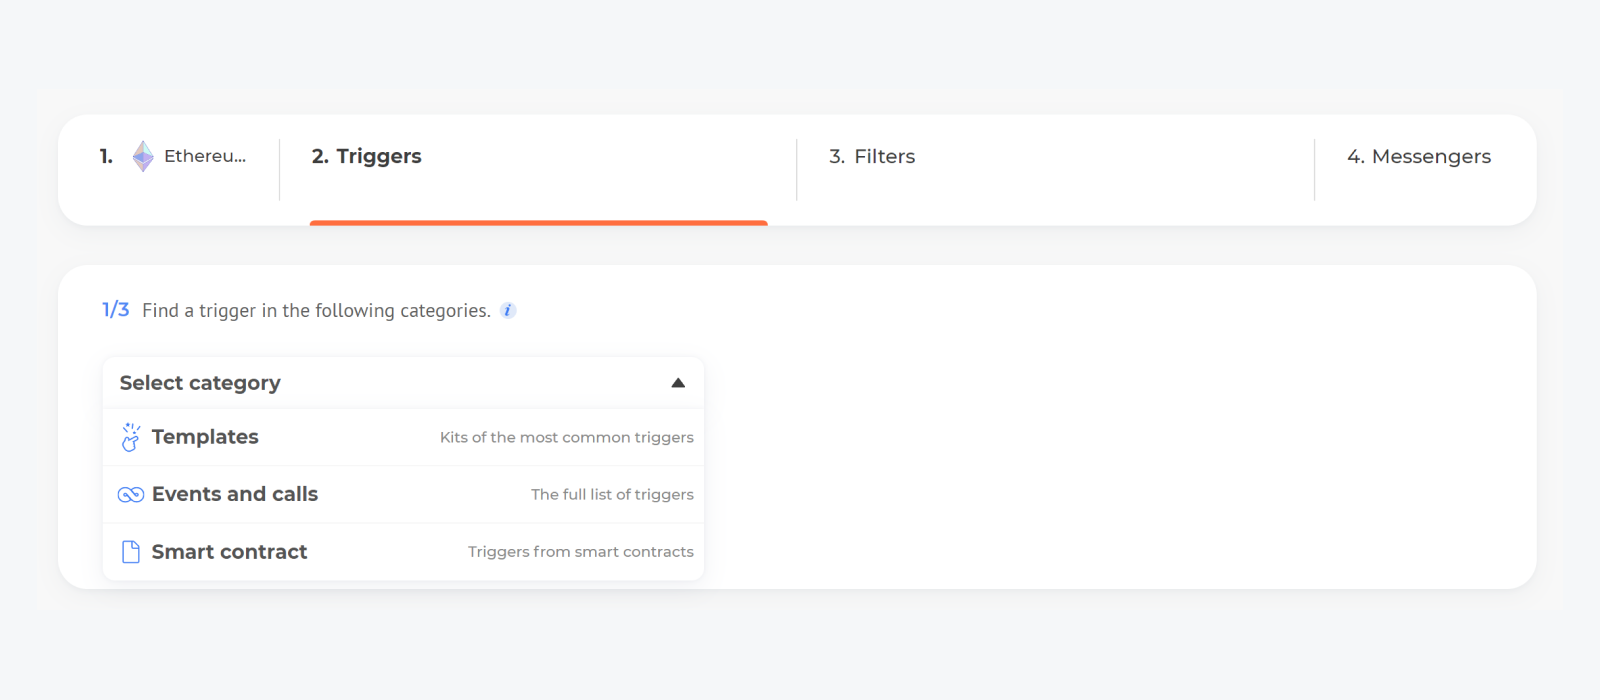 1. Ethereu...
2. Triggers
3. Filters
4. Messengers
1/3 Find a trigger in the following categories. i
Select category
Templates Kits of the most common triggers
Events and calls The full list of triggers
Smart contract Triggers from smart contracts